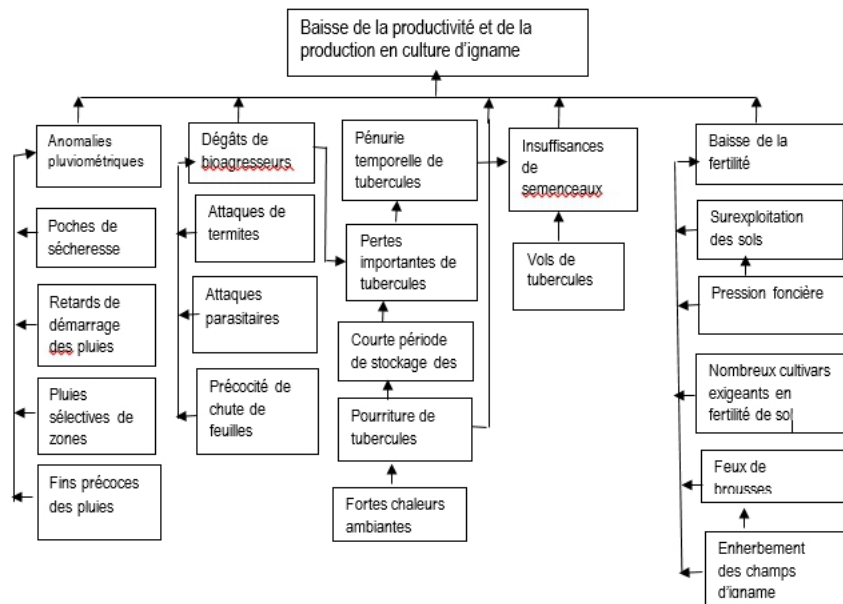 Baisse de la productivité et de la
production en culture d'igname
Anomalies
pluviométriques
Poches de
sécheresse
Retards de
démarrage
des pluies
Pluies
sélectives de
zones
Fins précoces
des pluies
Dégâts de
bioagresseurs
Attaques de
termites
Attaques
parasitaires
Précocité de
chute de
feuilles
Pénurie
temporelle de
tubercules
Pertes
importantes de
tubercules
Courte période
de stockage des
Pourriture de
tubercules
Fortes chaleurs
ambiantes
Insuffisances
de
semenceaux
Vols de
tubercules
Baisse de la
fertilité
Surexploitation
des sols
Pression foncière
Nombreux cultivars
exigeants en
fertilité de sol
Feux de
brousses
Enherbement
des champs
d'igname